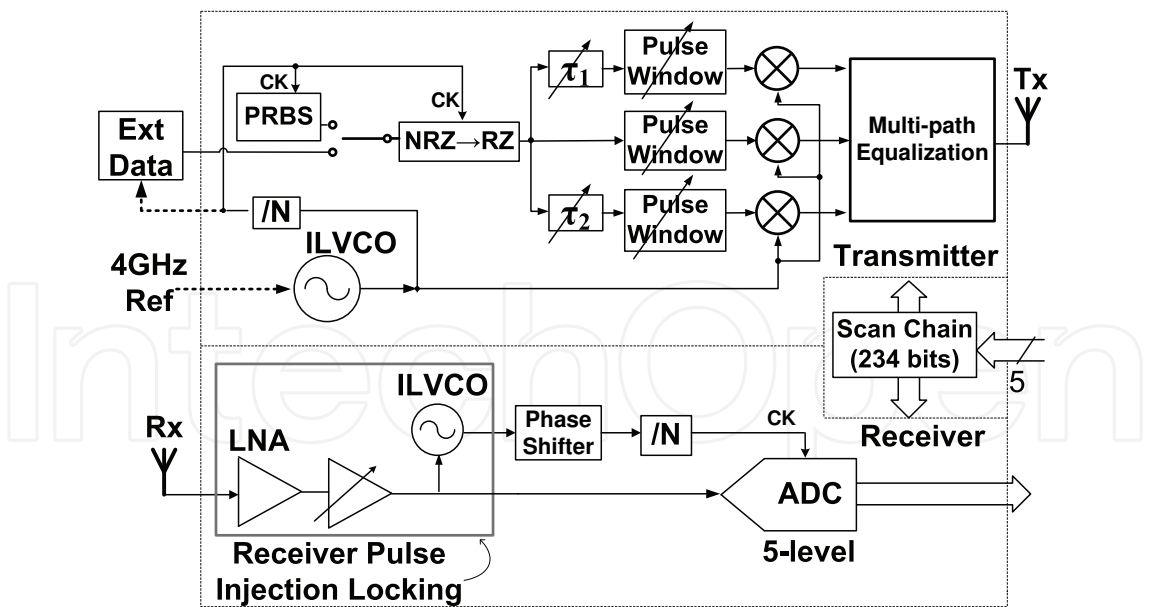 CK
PRBS
Ext
Data
CK
NRZ→RZ
/N
ILVCO
4GHz
Ref
τ1
Pulse
Window
Pulse
Window
τ2
Pulse
Window
Multi-path
Equalization
Tx
Transmitter
Scan Chain
(234 bits)
5
Receiver
Rx
LNA
ILVCO
Phase
Shifter
/N
CK
ADC
5-level
Receiver Pulse
Injection Locking
IntechOpen